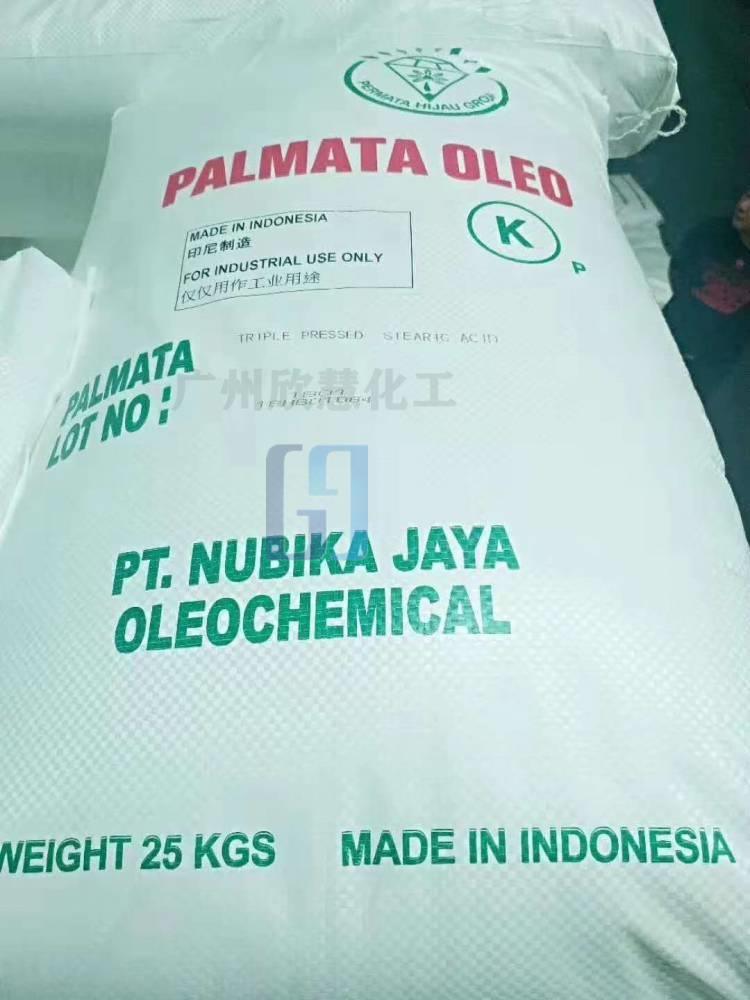 PERMATA HIJAU GROUP
PALMATA OLEO
MADE IN INDONESIA
印尼制造
FOR INDUSTRIAL USE ONLY
仅仅用作工业用途
K
P
TRIPLE PRESSED STEARIC ACID
PALMATA
LOT NO :
广州欣慧化工
1801
PT. NUBIKA JAYA
OLEOCHEMICAL
WEIGHT 25 KGS
MADE IN INDONESIA